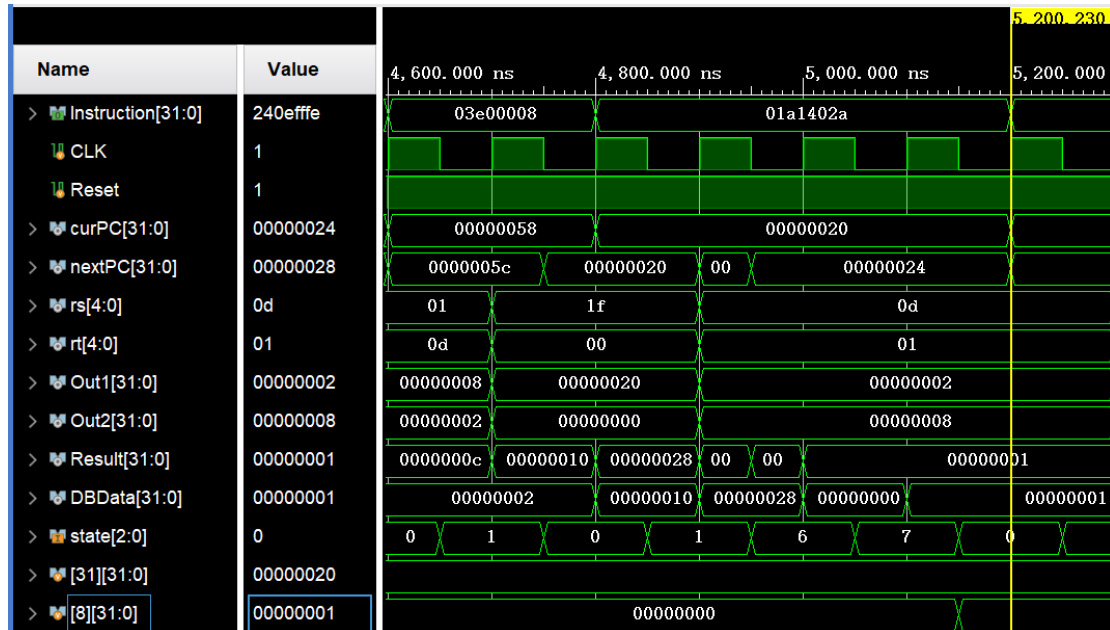 5,200.230
Name Value 4,600.000 ns 4,800.000 ns 5,000.000 ns 5,200.000
Instruction[31:0] 240efffe 03e00008 01a1402a
CLK 1
Reset 1
curPC[31:0] 00000024 00000058 00000020
nextPC[31:0] 00000028 0000005c 00000020 00 00000024
rs[4:0] 0d 01 1f 0d
rt[4:0] 01 0d 00 01
Out1[31:0] 00000002 00000008 00000020 00000002
Out2[31:0] 00000008 00000002 00000000 00000008
Result[31:0] 00000001 0000000c 00000010 00000028 00 00 00000001
DBData[31:0] 00000001 00000002 00000010 00000028 00000000 00000001
state[2:0] 0 0 1 0 1 6 7 0
[31][31:0] 00000020
[8][31:0] 00000001 00000000